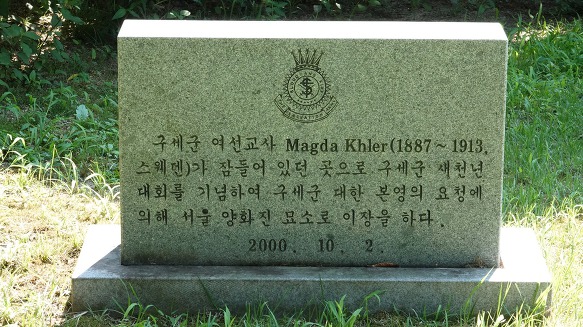 구세군 여선교사 Magda Khler(1887~1913.
스웨덴)가 잠들어 있던 곳으로 구세군 새천년
대회를 기념하여 구세군 대한 본영의 요청에
의해 서울 양화진 묘소로 이장을 하다.
2000. 10. 2.